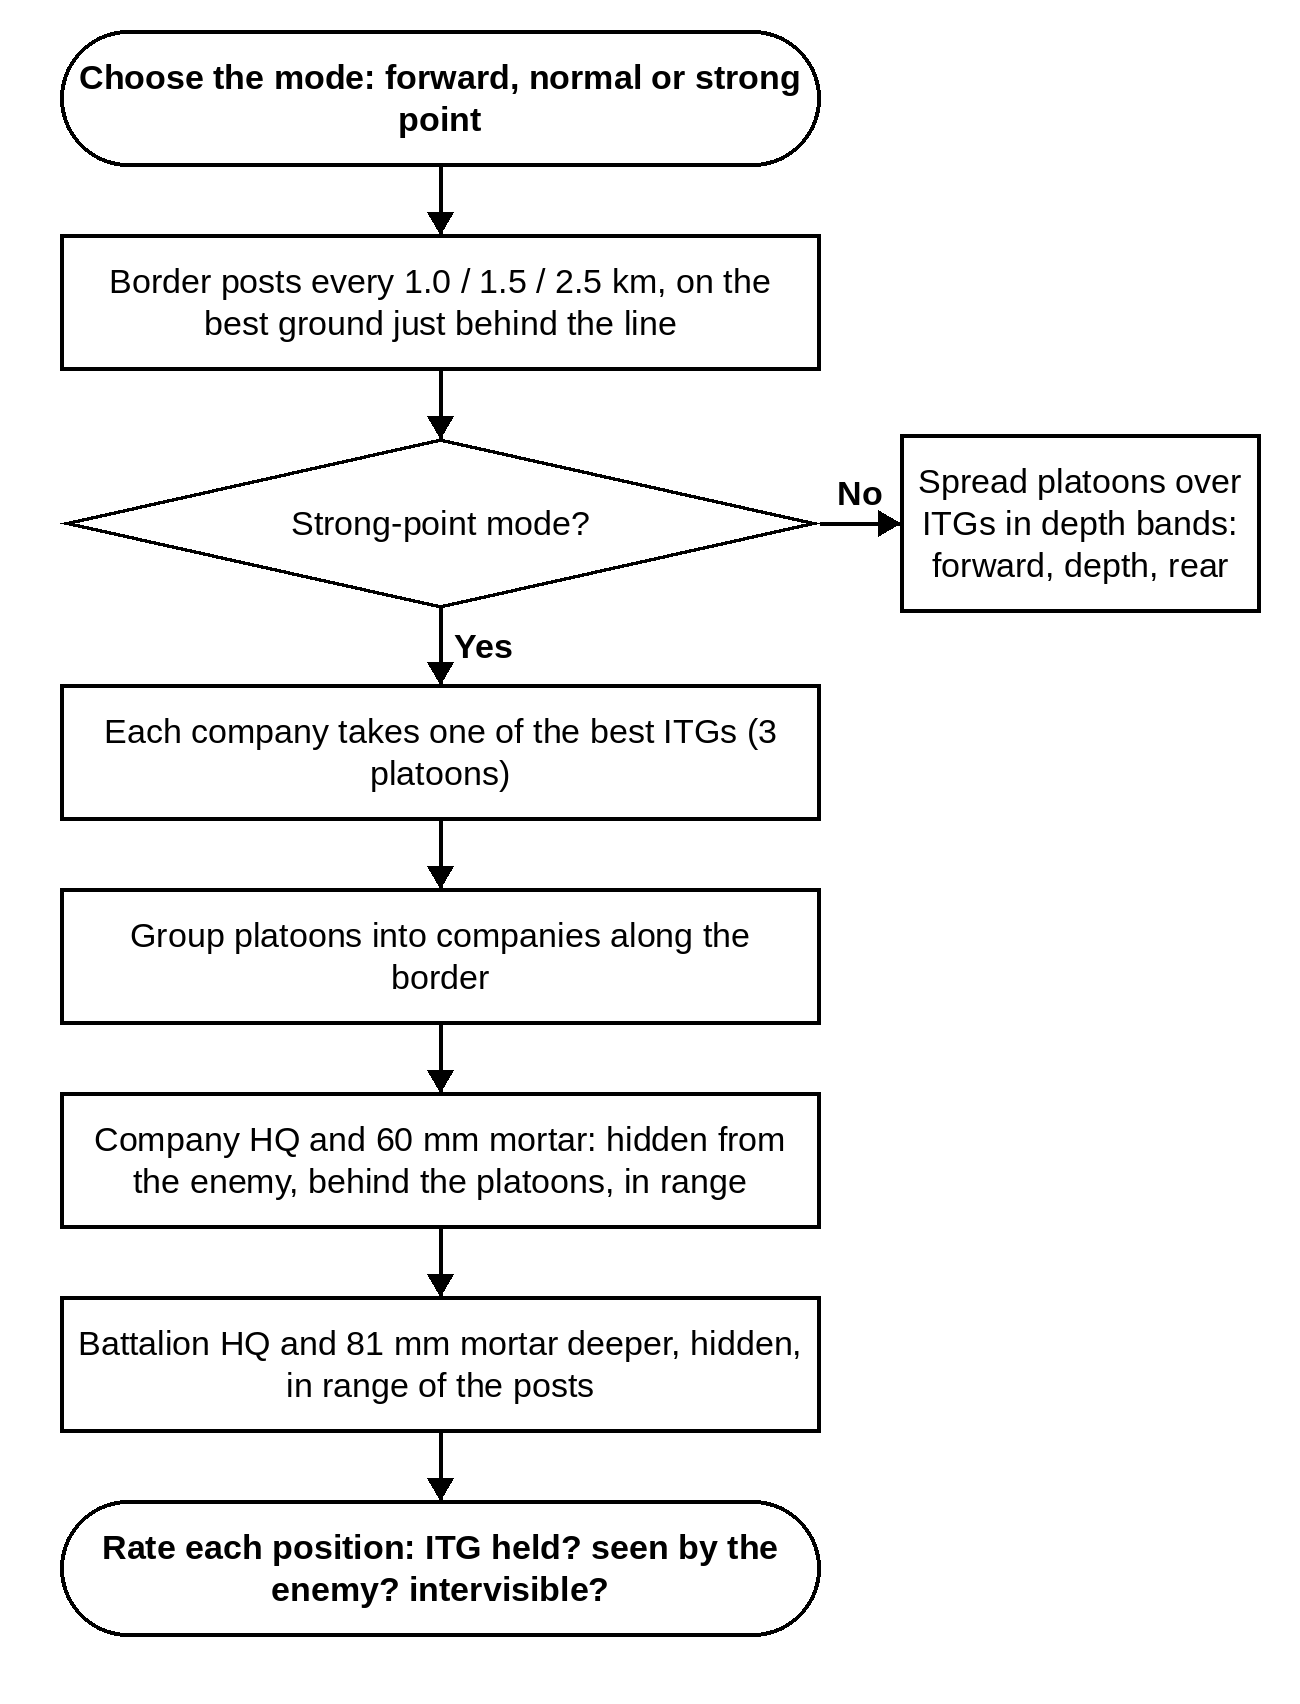 Choose the mode: forward, normal or strong
point
Border posts every 1.0 / 1.5 / 2.5 km, on the
best ground just behind the line
Strong-point mode?
No
Spread platoons over
ITGs in depth bands:
forward, depth, rear
Yes
Each company takes one of the best ITGs (3
platoons)
Group platoons into companies along the
border
Company HQ and 60 mm mortar: hidden from
the enemy, behind the platoons, in range
Battalion HQ and 81 mm mortar deeper, hidden,
in range of the posts
Rate each position: ITG held? seen by the
enemy? intervisible?